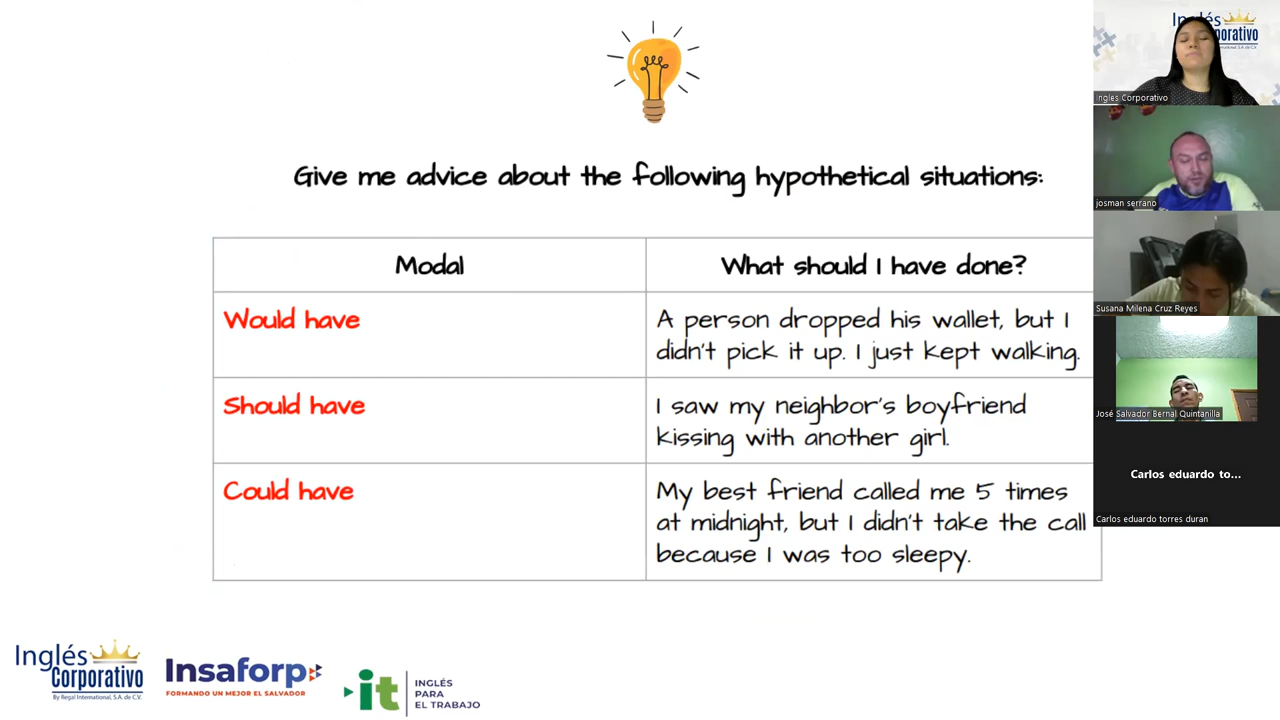 Give me advice about the following hypothetical situations:
Modal
What should I have done?
Would have
A person dropped his wallet, but I
didn't pick it up. I just kept walking.
Should have
I saw my neighbor's boyfriend
kissing with another girl.
Could have
My best friend called me 5 times
at midnight, but I didn't take the call
because I was too sleepy.
Inglés
Corporativo
By Regal International, S.A. de C.V.
Insaforp
FORMANDO UN MEJOR EL SALVADOR
it
INGLÉS
PARA
EL TRABAJO
Ingles Corporativo
josman serrano
Susana Milena Cruz Reyes
José Salvador Bernal Quintanilla
Carlos eduardo to...
Carlos eduardo torres duran